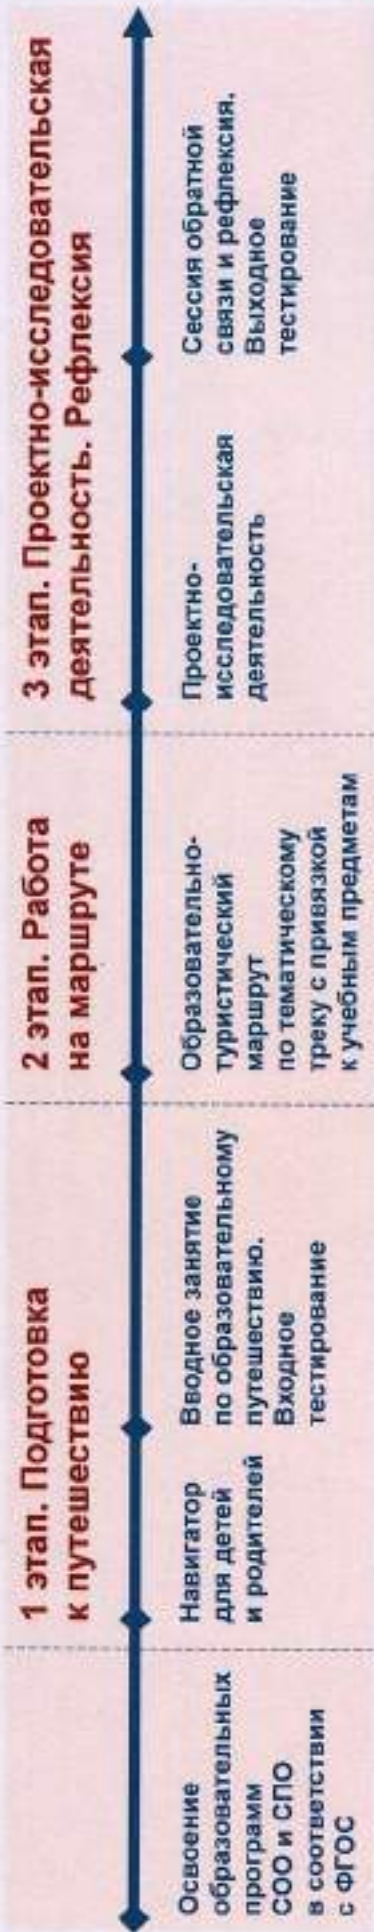 1 этап. Подготовка
к путешествию
2 этап. Работа
на маршруте
3 этап. Проектно-исследовательская
деятельность. Рефлексия
Освоение
образовательных
программ
СОО и СПО
в соответствии
с ФГОС
Навигатор
для детей
и родителей
Вводное занятие
по образовательному
путешествию.
Входное
тестирование
Образовательно-
туристический
маршрут
по тематическому
треку с привязкой
к учебным предметам
Проектно-
исследовательская
деятельность
Сессия обратной
связи и рефлексия.
Выходное
тестирование